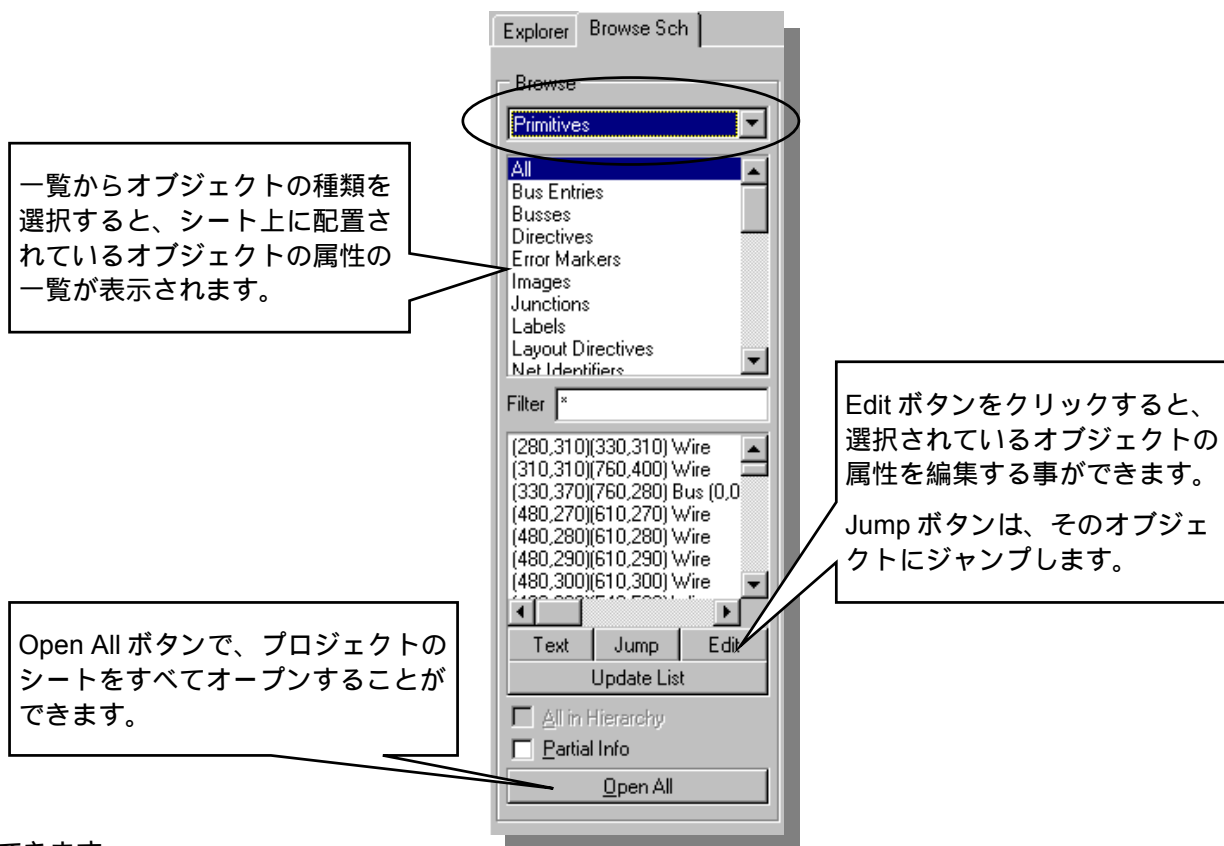 Explorer Browse Sch
Browse
Primitives
一覧からオブジェクトの種類を
選択すると、シート上に配置さ
れているオブジェクトの属性の
一覧が表示されます。
All
Bus Entries
Busses
Directives
Error Markers
Images
Junctions
Labels
Layout Directives
Net Identifiers
Filter *
(280,310)(330,310) Wire
(310,310)(760,400) Wire
(330,370)(760,280) Bus (0,0
(480,270)(610,270) Wire
(480,280)(610,280) Wire
(480,290)(610,290) Wire
(480,300)(610,300) Wire
Edit ボタンをクリックすると、
選択されているオブジェクトの
属性を編集する事ができます。
Jump ボタンは、そのオブジェ
クトにジャンプします。
Text Jump Edit
Update List
Open All ボタンで、プロジェクトの
シートをすべてオープンすることが
できます。
All in Hierarchy
Partial Info
Open All